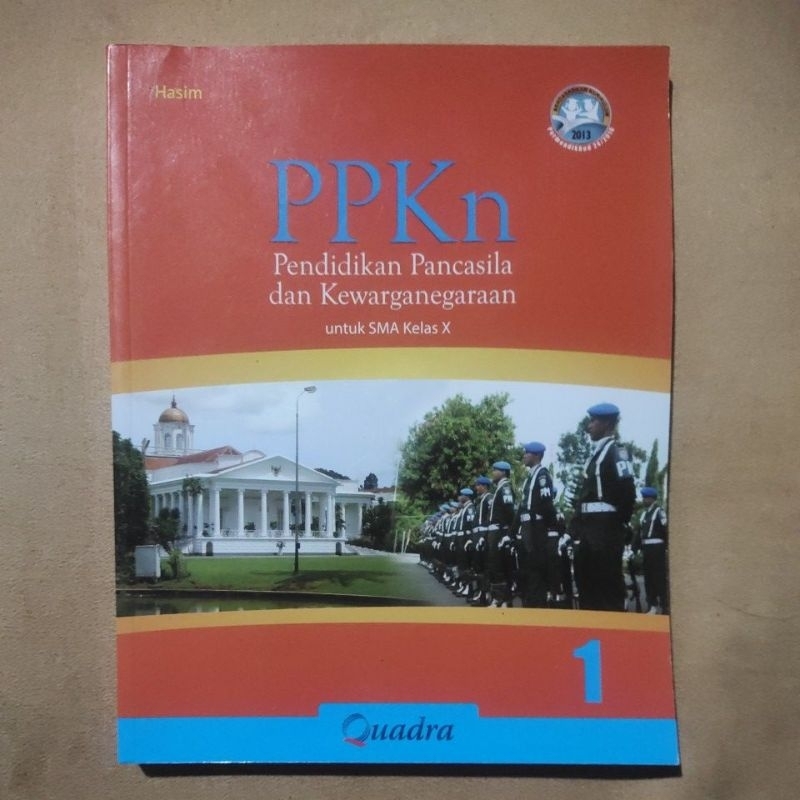 Hasim
2013
PPKn
Pendidikan Pancasila
dan Kewarganegaraan
untuk SMA Kelas X
PM
1
Quadra